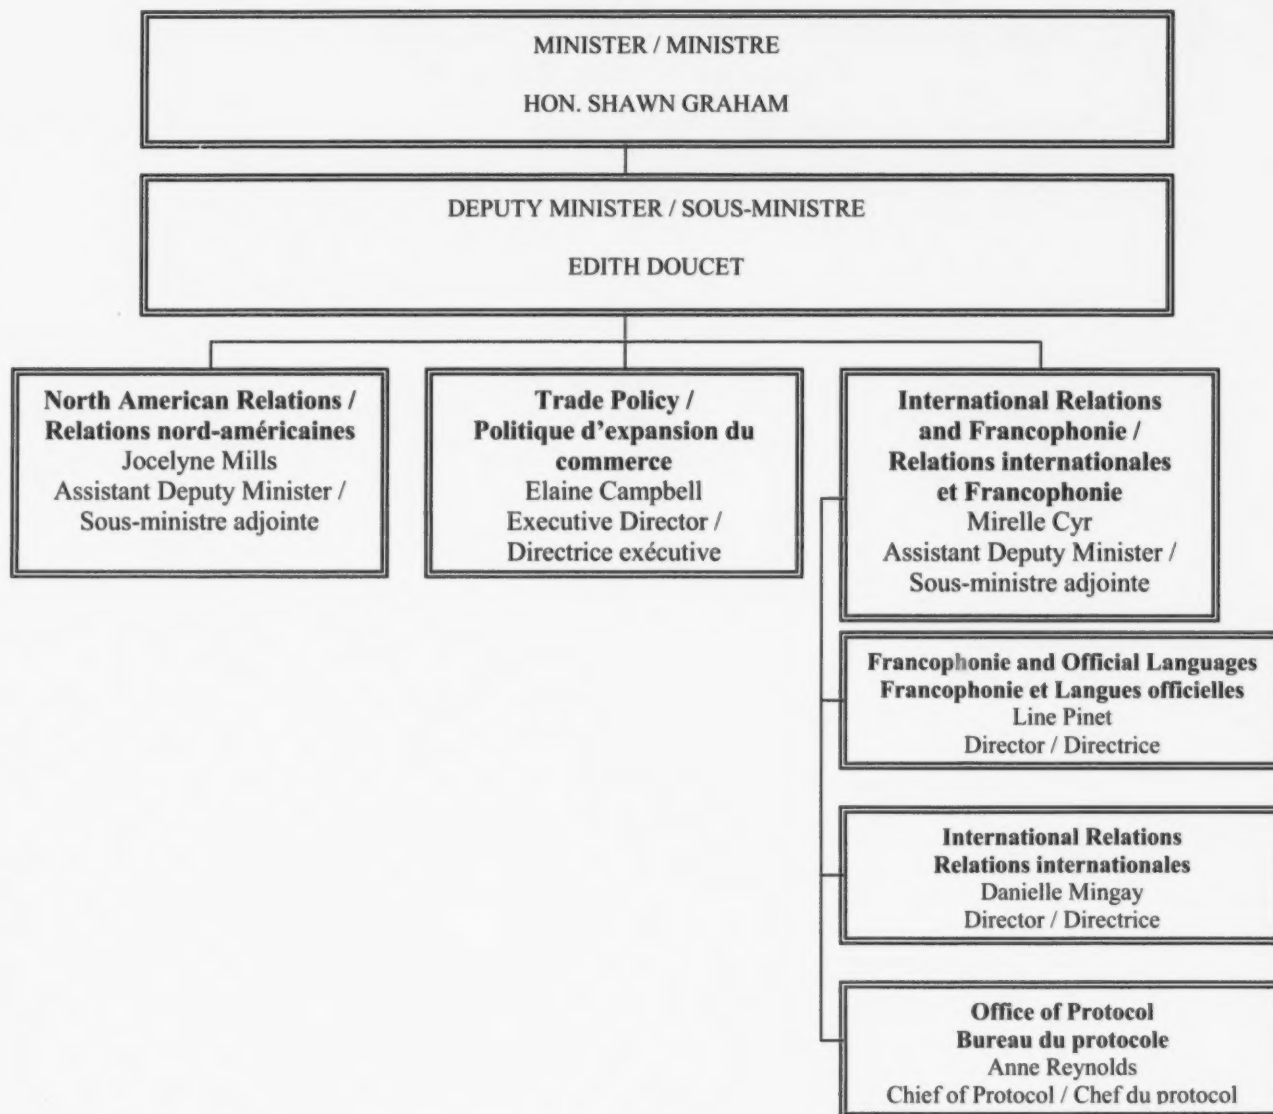 MINISTER / MINISTRE
HON. SHAWN GRAHAM
DEPUTY MINISTER / SOUS-MINISTRE
EDITH DOUCET
North American Relations /
Relations nord-américaines
Jocelyne Mills
Assistant Deputy Minister /
Sous-ministre adjointe
Trade Policy /
Politique d'expansion du
commerce
Elaine Campbell
Executive Director /
Directrice exécutive
International Relations
and Francophonie /
Relations internationales
et Francophonie
Mirelle Cyr
Assistant Deputy Minister /
Sous-ministre adjointe
Francophonie and Official Languages
Francophonie et Langues officielles
Line Pinet
Director / Directrice
International Relations
Relations internationales
Danielle Mingay
Director / Directrice
Office of Protocol
Bureau du protocole
Anne Reynolds
Chief of Protocol / Chef du protocol